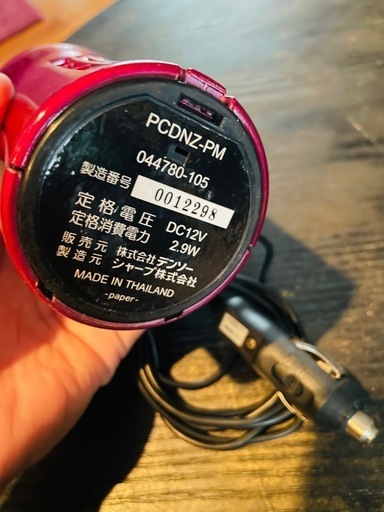 PCDNZ-PM
044780-105
製造番号 0012298
定格電圧 DC12V
定格消費電力 2.9W
販売元 株式会社デンソー
製造元 シャープ株式会社
MADE IN THAILAND
-paper-